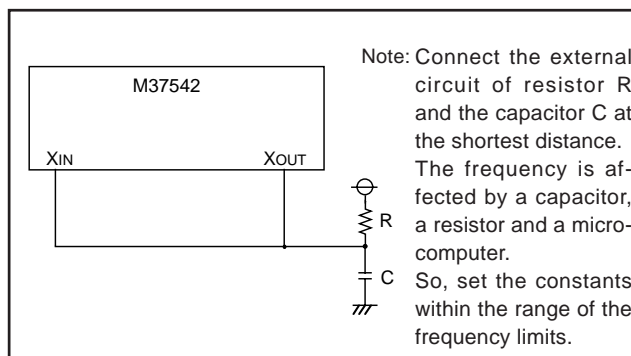 M37542
XIN
XOUT
R
C
Note: Connect the external
circuit of resistor R
and the capacitor C at
the shortest distance.
The frequency is af-
fected by a capacitor,
a resistor and a micro-
computer.
So, set the constants
within the range of the
frequency limits.